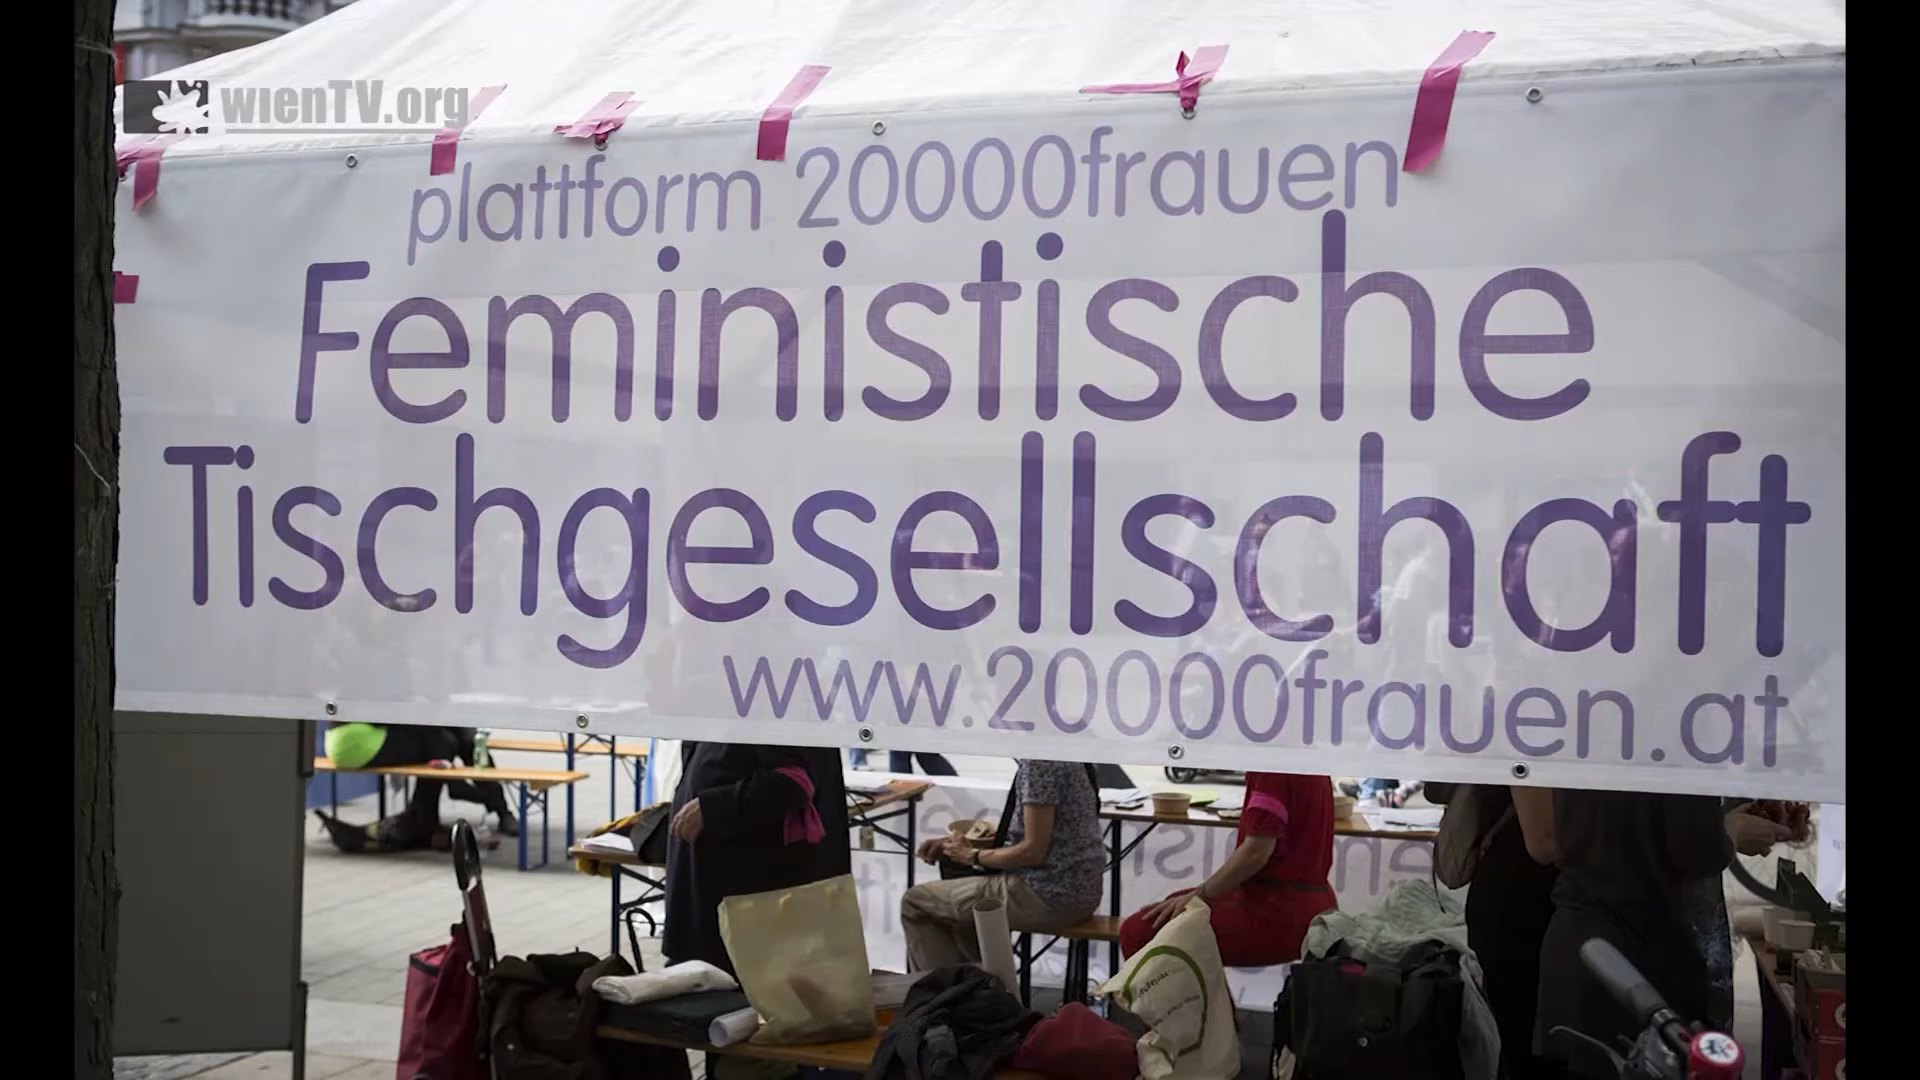 wienTV.org
plattform 20000frauen
Feministische
Tischgesellschaft
www.20000frauen.at